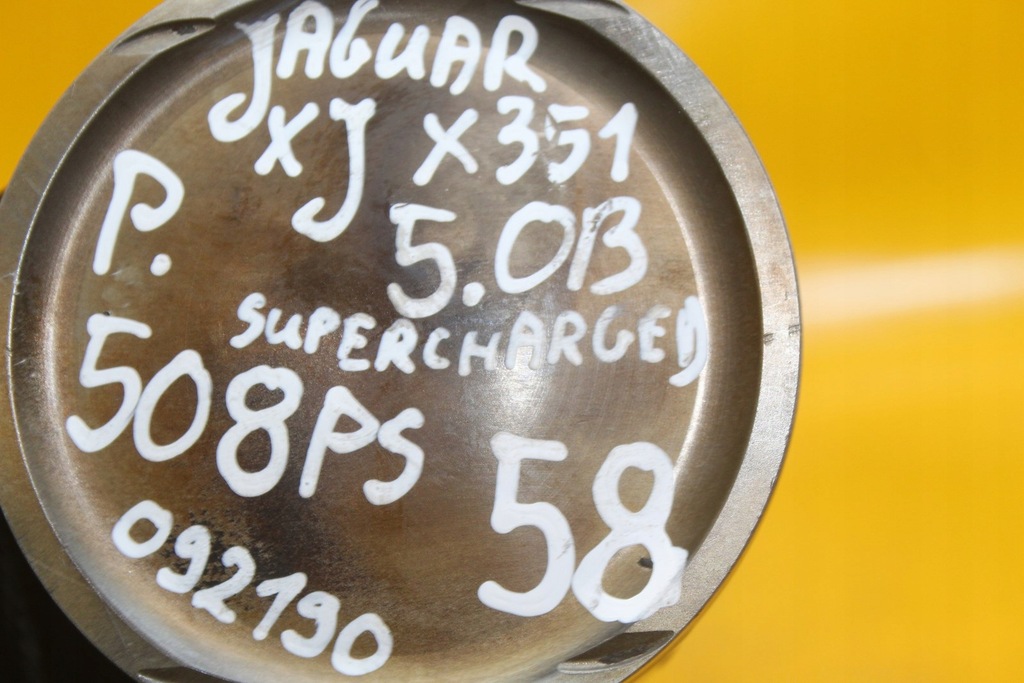 JAGUAR
XJ X351
P.
5.0B
SUPERCHARGED
508PS
58
092190